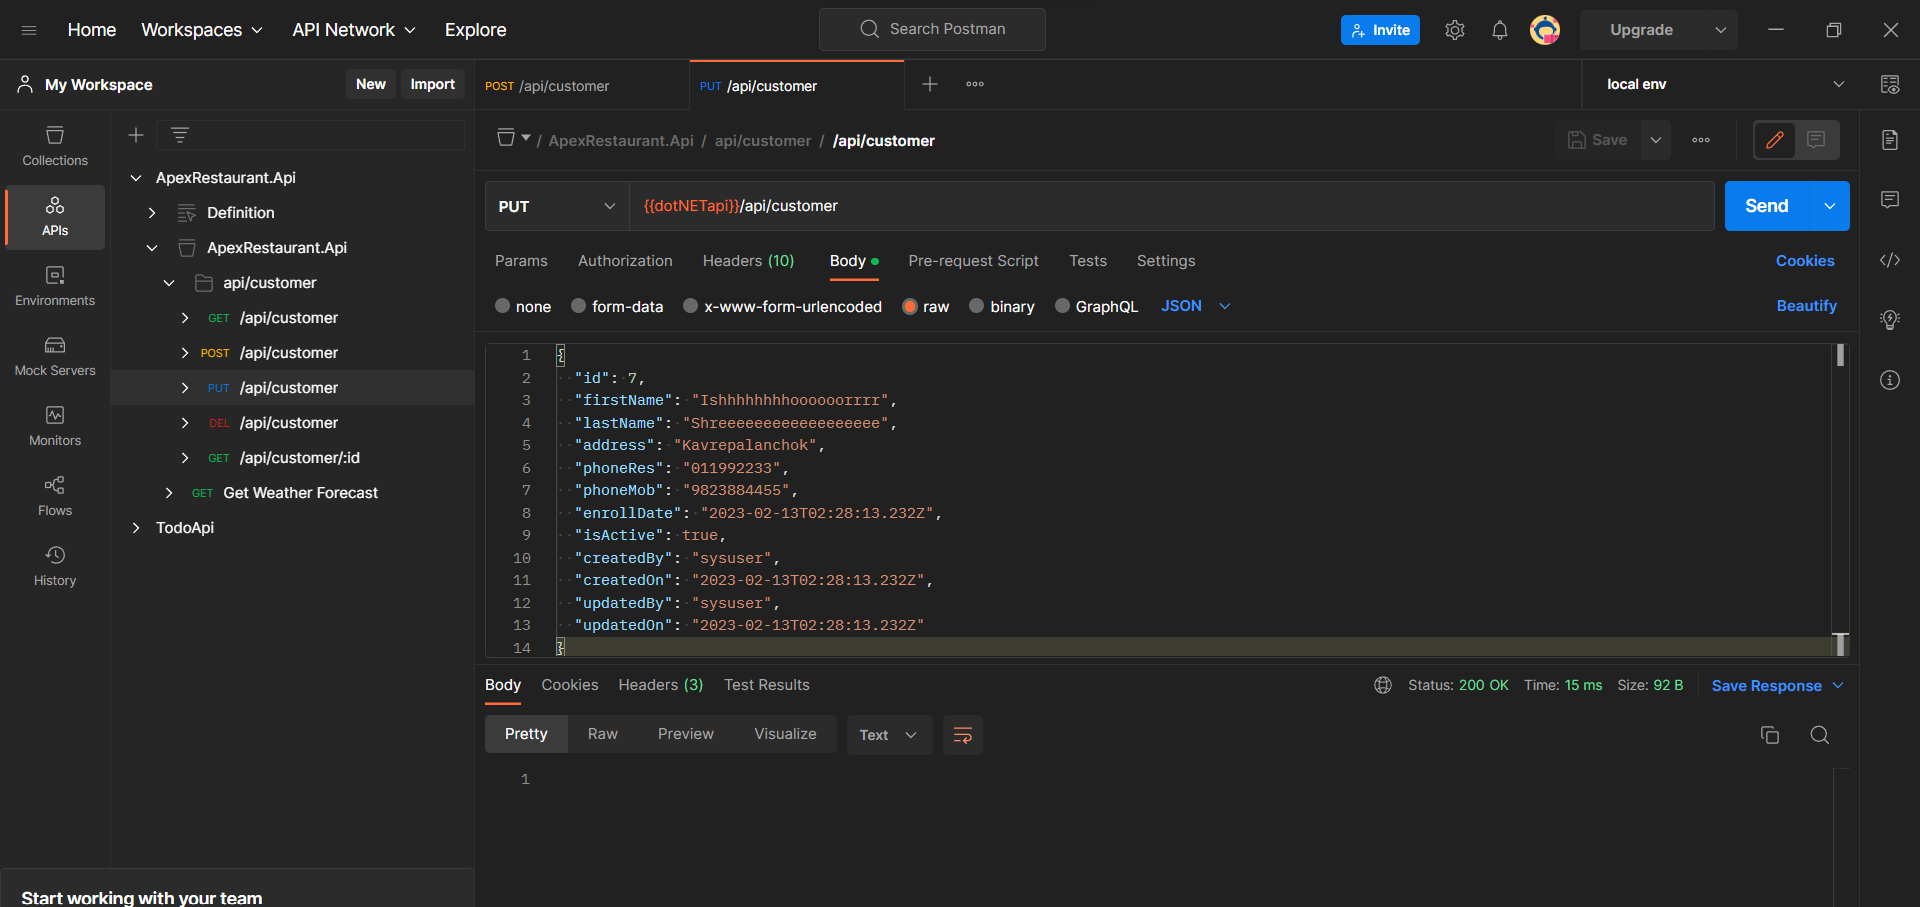 Home Workspaces API Network Explore Search Postman Invite Upgrade
My Workspace New Import POST /api/customer PUT /api/customer local env
Collections
APIs
Environments
Mock Servers
Monitors
Flows
History
ApexRestaurant.Api
Definition
ApexRestaurant.Api
api/customer
GET /api/customer
POST /api/customer
PUT /api/customer
DEL /api/customer
GET /api/customer/:id
GET Get Weather Forecast
TodoApi
Start working with your team
/ ApexRestaurant.Api / api/customer / /api/customer Save
PUT {{dotNETapi}}/api/customer Send
Params Authorization Headers (10) Body Pre-request Script Tests Settings Cookies
none form-data x-www-form-urlencoded raw binary GraphQL JSON Beautify
1 {
2 "id": 7,
3 "firstName": "Ishhhhhhhhoooooorrrr",
4 "lastName": "Shreeeeeeeeeeeeeeeeee",
5 "address": "Kavrepalanchok",
6 "phoneRes": "011992233",
7 "phoneMob": "9823884455",
8 "enrollDate": "2023-02-13T02:28:13.232Z",
9 "isActive": true,
10 "createdBy": "sysuser",
11 "createdOn": "2023-02-13T02:28:13.232Z",
12 "updatedBy": "sysuser",
13 "updatedOn": "2023-02-13T02:28:13.232Z"
14 }
Body Cookies Headers (3) Test Results Status: 200 OK Time: 15 ms Size: 92 B Save Response
Pretty Raw Preview Visualize Text
1